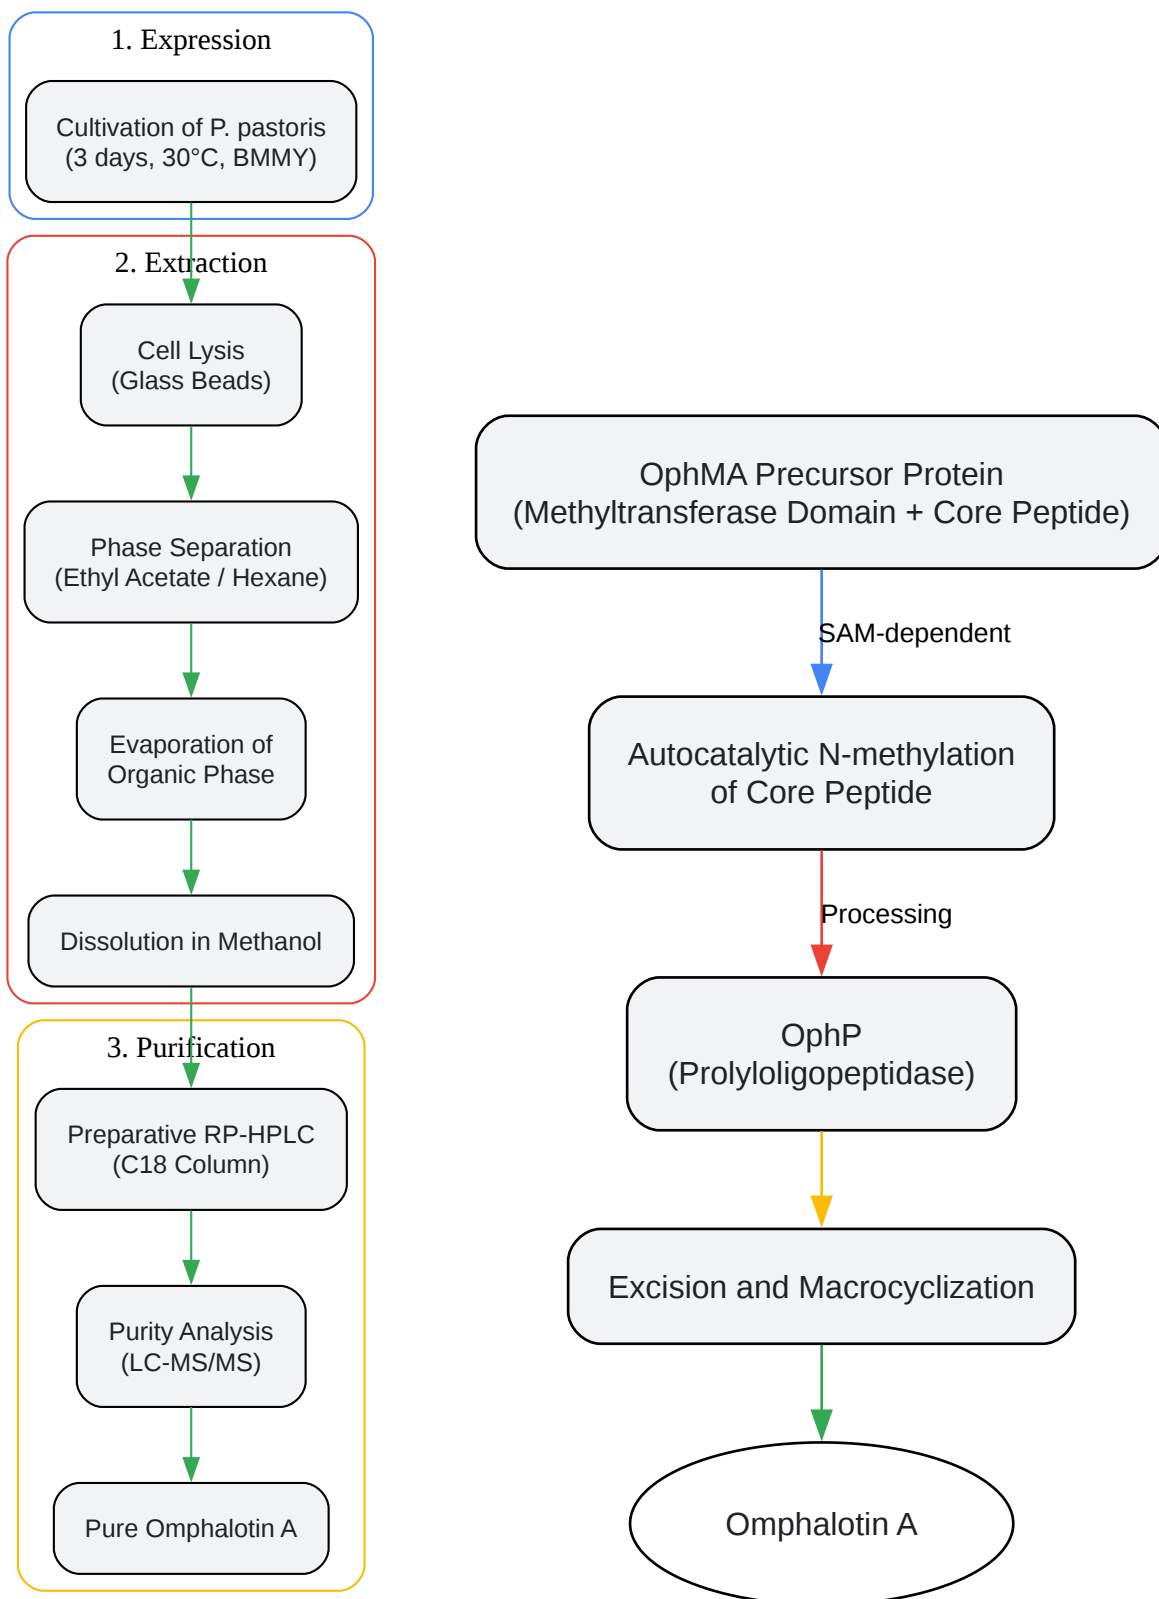 1. Expression
Cultivation of P. pastoris
(3 days, 30°C, BMMY)
2. Extraction
Cell Lysis
(Glass Beads)
Phase Separation
(Ethyl Acetate / Hexane)
Evaporation of
Organic Phase
Dissolution in Methanol
3. Purification
Preparative RP-HPLC
(C18 Column)
Purity Analysis
(LC-MS/MS)
Pure Omphalotin A
OphMA Precursor Protein
(Methyltransferase Domain + Core Peptide)
SAM-dependent
Autocatalytic N-methylation
of Core Peptide
Processing
OphP
(Prolyloligopeptidase)
Excision and Macrocyclization
Omphalotin A